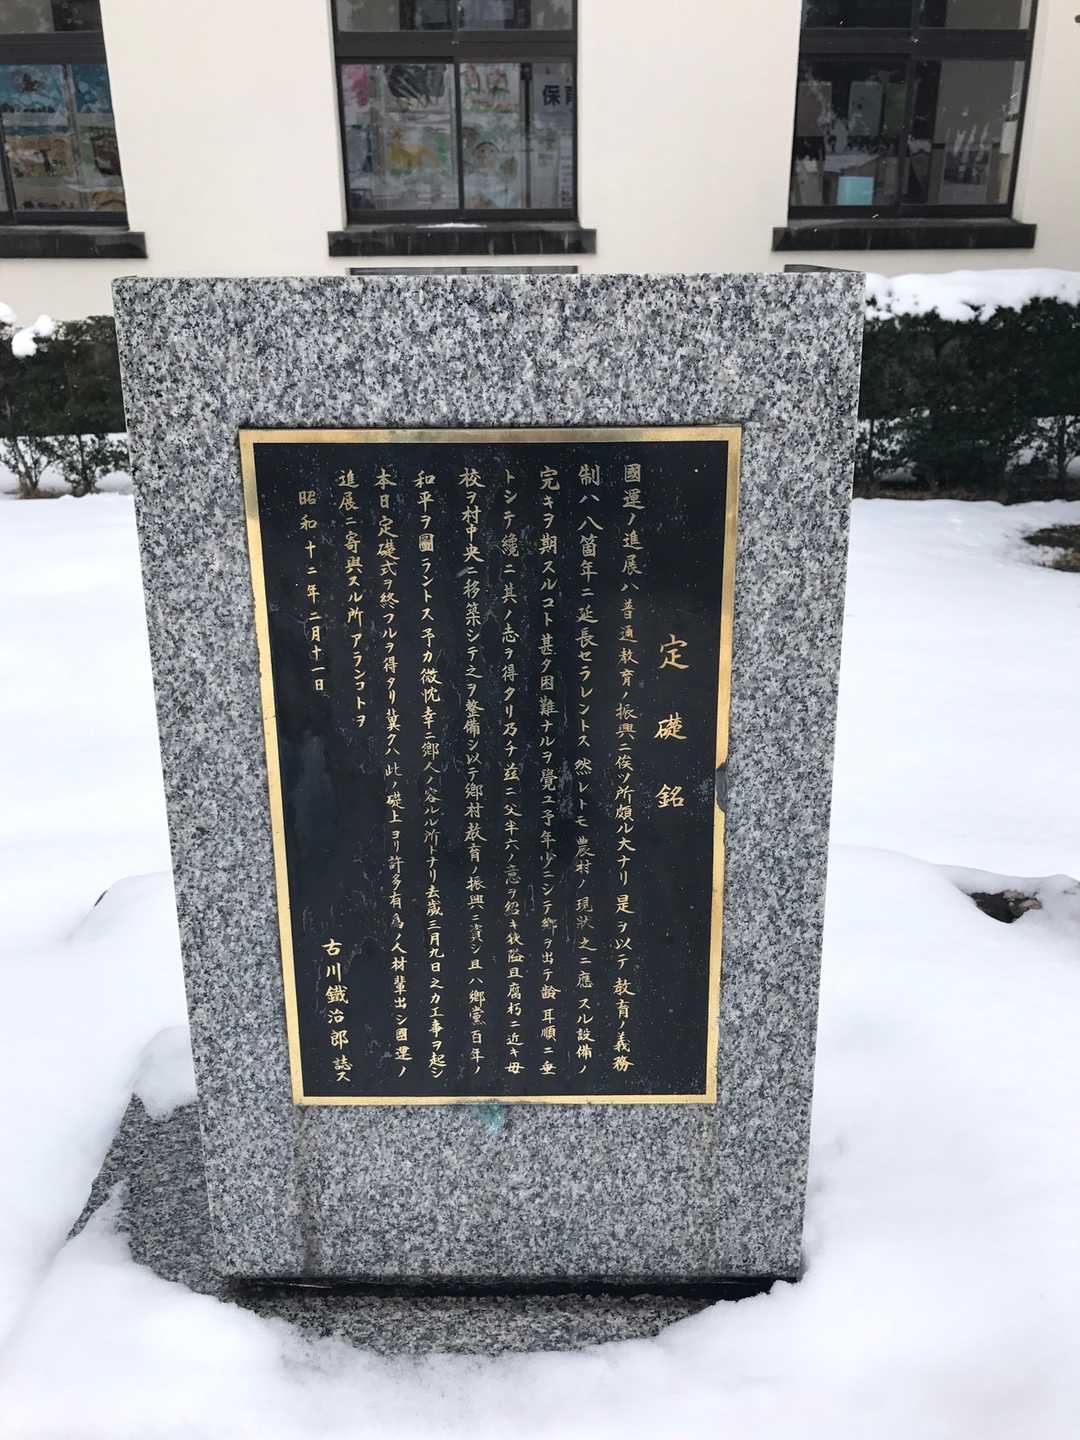 保育
定礎銘
國運ノ進展ハ普通教育ノ振興ニ俟ツ所頗ル大ナリ是ヲ以テ教育ノ義務
制ハ八箇年ニ延長セラレントス然レトモ農村ノ現狀之ニ應スル設備ノ
完キヲ期スルコト甚タ困難ナルヲ覺ユ予年少ニシテ鄉ヲ出テ齡耳順ニ垂
トシテ纔ニ其ノ志ヲ得タリ乃チ茲ニ父半六ノ意ヲ紹キ狹隘且腐朽ニ近キ母
校ヲ村中央ニ移築シテ之ヲ整備シ以テ鄉村教育ノ振興ニ資シ且ハ鄉黨百年ノ
和平ヲ圖ラントス予カ微忱幸ニ鄉人ノ容ルル所トナリ去歲三月九日之カ工事ヲ起シ
本日定礎式ヲ終フルヲ得タリ冀クハ此ノ礎上ヨリ許多有為ノ人材輩出シ國運ノ
進展ニ寄與スル所アランコトヲ
昭和十二年二月十一日
古川鐵治郎誌ス